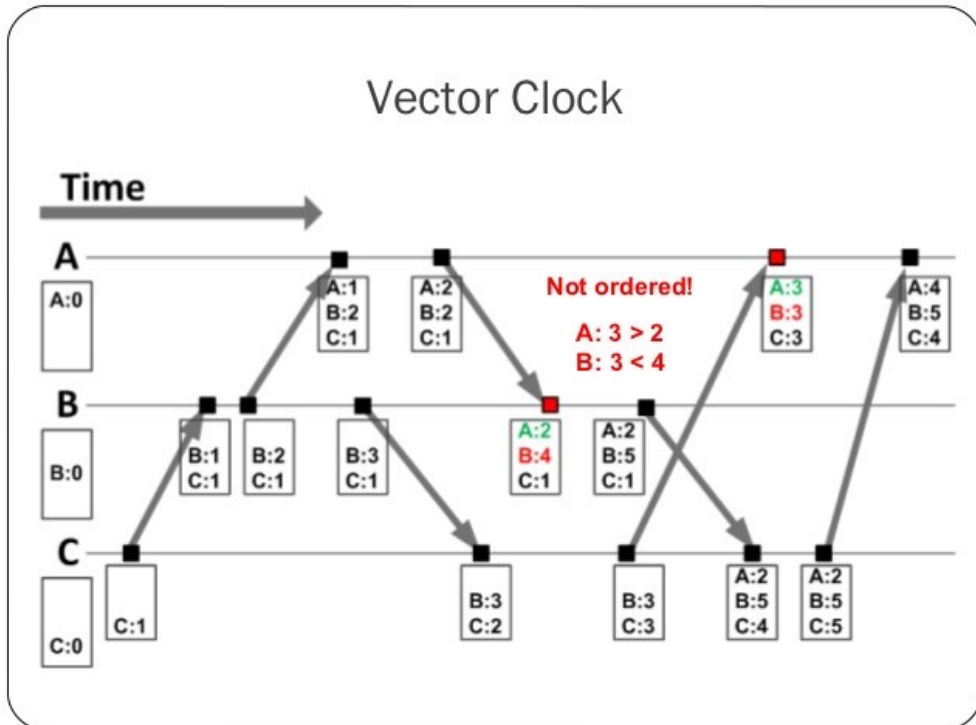 Vector Clock
Time
A
A:0
A:1
B:2
C:1
A:2
B:2
C:1
Not ordered!
A: 3 > 2
B: 3 < 4
A:3
B:3
C:3
A:4
B:5
C:4
B
B:0
B:1
C:1
B:2
C:1
B:3
C:1
A:2
B:4
C:1
A:2
B:5
C:1
C
C:0
C:1
B:3
C:2
B:3
C:3
A:2
B:5
C:4
A:2
B:5
C:5